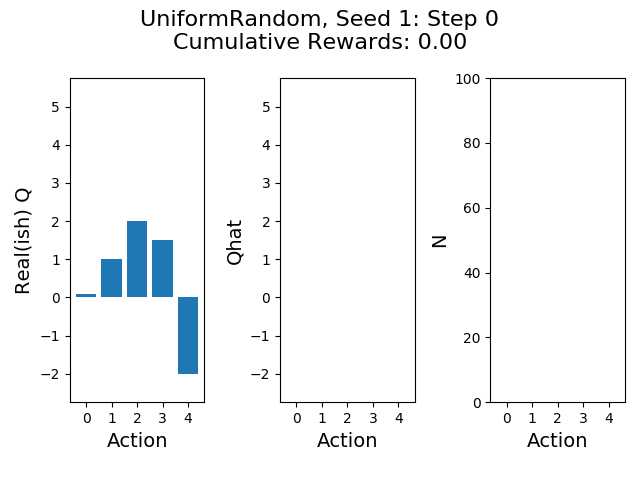 UniformRandom, Seed 1: Step 0
Cumulative Rewards: 0.00
Real(ish) Q
5
4
3
2
1
0
−1
−2
0 1 2 3 4
Action
Qhat
5
4
3
2
1
0
−1
−2
0 1 2 3 4
Action
N
100
80
60
40
20
0
0 1 2 3 4
Action